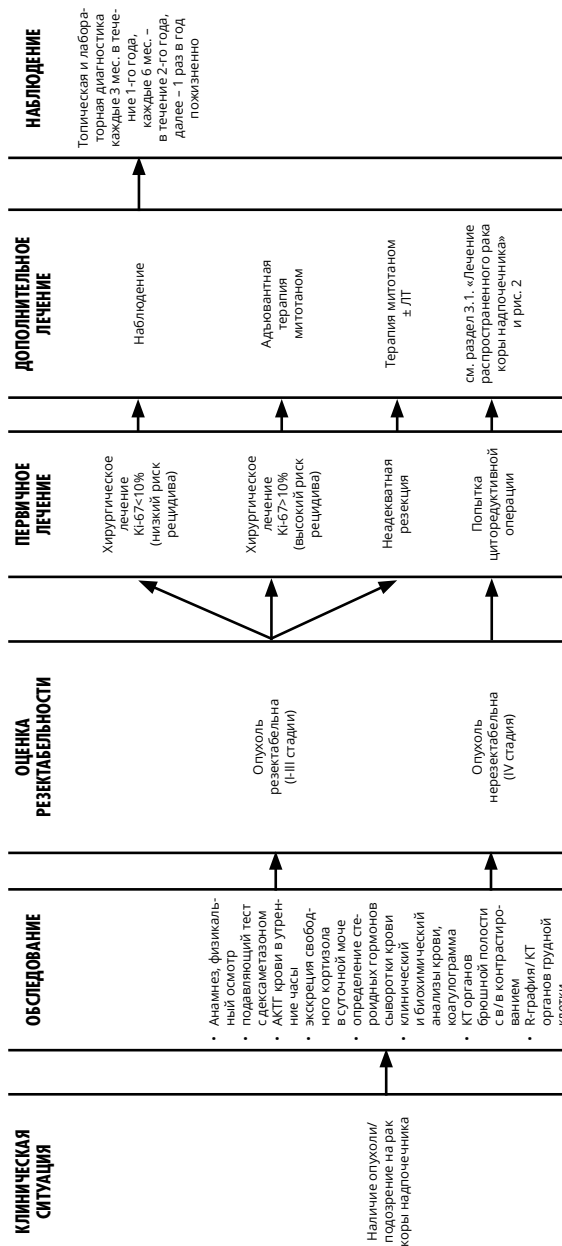 КЛИНИЧЕСКАЯ
СИТУАЦИЯ
Наличие опухоли/
подозрение на рак
коры надпочечника
ОБСЛЕДОВАНИЕ
• Анамнез, физикаль-
ный осмотр
• подавляющий тест
с дексаметазоном
• АКТГ крови в утрен-
ние часы
• экскреция свобод-
ного кортизола
в суточной моче
• определение сте-
роидных гормонов
сыворотки крови
• клинический
и биохимический
анализы крови,
коагулограмма
• КТ органов
брюшной полости
с в/в контрастиро-
ванием
• R-графия/ КТ
органов грудной
клетки
ОЦЕНКА
РЕЗЕКТАБЕЛЬНОСТИ
Опухоль
резектабельна
(I-III стадии)
Опухоль
нерезектабельна
(IV стадия)
ПЕРВИЧНОЕ
ЛЕЧЕНИЕ
Хирургическое
лечение
Ki-67<10%
(низкий риск
рецидива)
Хирургическое
лечение
Ki-67>10%
(высокий риск
рецидива)
Неадекватная
резекция
Попытка
циторедуктивной
операции
ДОПОЛНИТЕЛЬНОЕ
ЛЕЧЕНИЕ
Наблюдение
Адъювантная
терапия
митотаном
Терапия митотаном
± ЛТ
см. раздел 3.1. «Лечение
распространенного рака
коры надпочечника»
и рис. 2
НАБЛЮДЕНИЕ
Топическая и лабора-
торная диагностика
каждые 3 мес. в тече-
ние 1-го года,
каждые 6 мес. –
в течение 2-го года,
далее – 1 раз в год
пожизненно